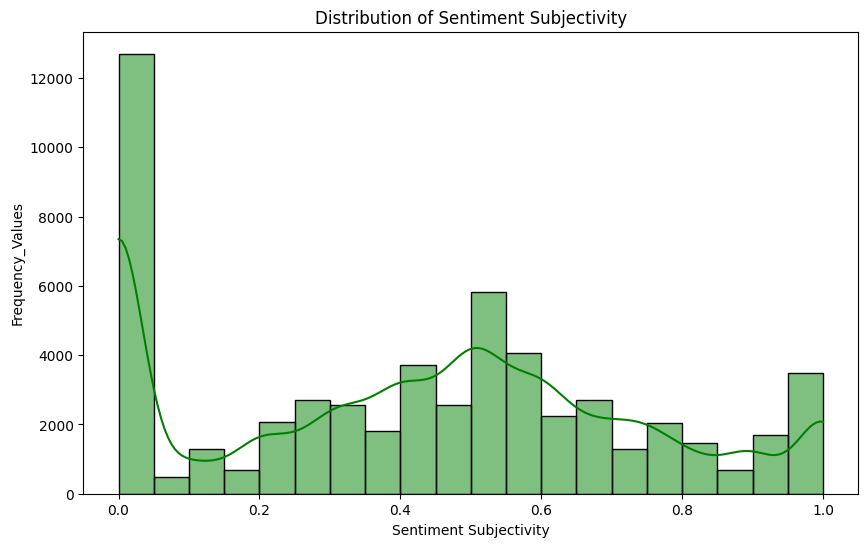 Distribution of Sentiment Subjectivity
Frequency_Values
12000
10000
8000
6000
4000
2000
0
0.0 0.2 0.4 0.6 0.8 1.0
Sentiment Subjectivity